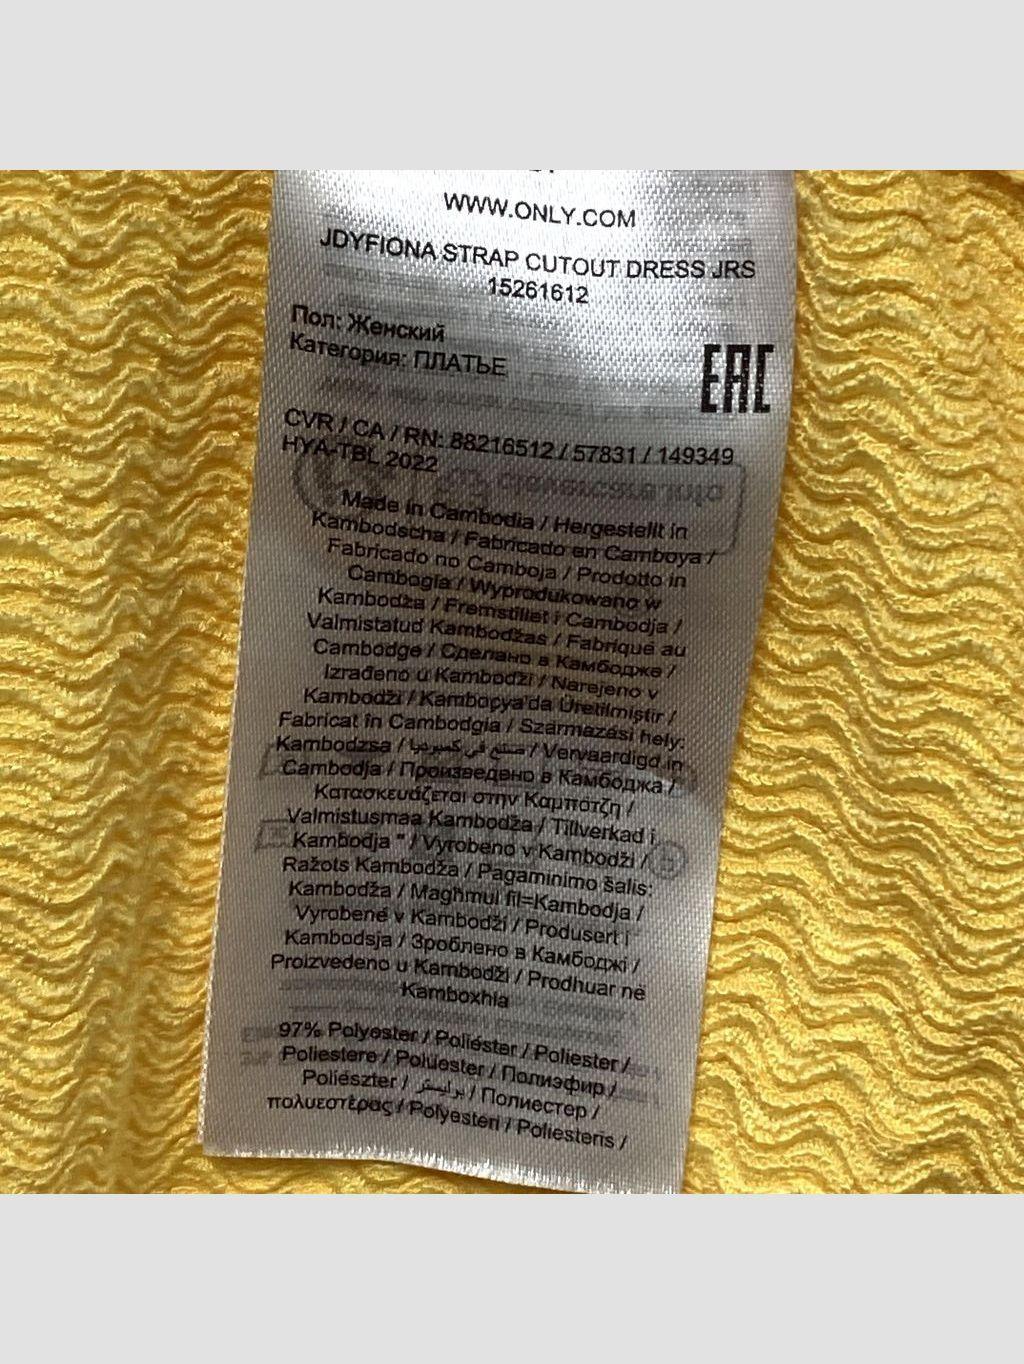 WWW.ONLY.COM
JDYFIONA STRAP CUTOUT DRESS JRS
15261612
Пол: Женский
Категория: ПЛАТЬЕ
EAC
CVR / CA / RN: 88216512 / 57831 / 149349
HYA-TBL 2022
Made in Cambodia / Hergestellt in
Kambodscha / Fabricado en Camboya /
Fabricado no Camboja / Prodotto in
Cambogia / Wyprodukowano w
Kambodża / Fremstillet i Cambodja /
Valmistatud Kambodžas / Fabriqué au
Cambodge / Сделано в Камбодже /
Izrađeno u Kambodži / Narejeno v
Kambodži / Kambopya'da Üretilmiştir /
Fabricat în Cambodgia / Származási hely:
Kambodzsa / صنع في كمبوديا / Vervaardigd in
Cambodja / Произведено в Камбоджа /
Κατασκευάζεται στην Καμπότζη /
Valmistusmaa Kambodža / Tillverkad i
Kambodja " / Vyrobeno v Kambodži /
Ražots Kambodža / Pagaminimo šalis:
Kambodža / Magħmul fil=Kambodja /
Vyrobené v Kambodži / Produsert i
Kambodsja / Зроблено в Камбоджі /
Proizvedeno u Kambodži / Prodhuar në
Kamboxhia
97% Polyester / Poliéster / Poliester /
Poliestere / Polüester / Полиэфир /
Poliészter / بوليستر / Полиестер /
πολυεστέρας / Polyesteri / Poliesteris /